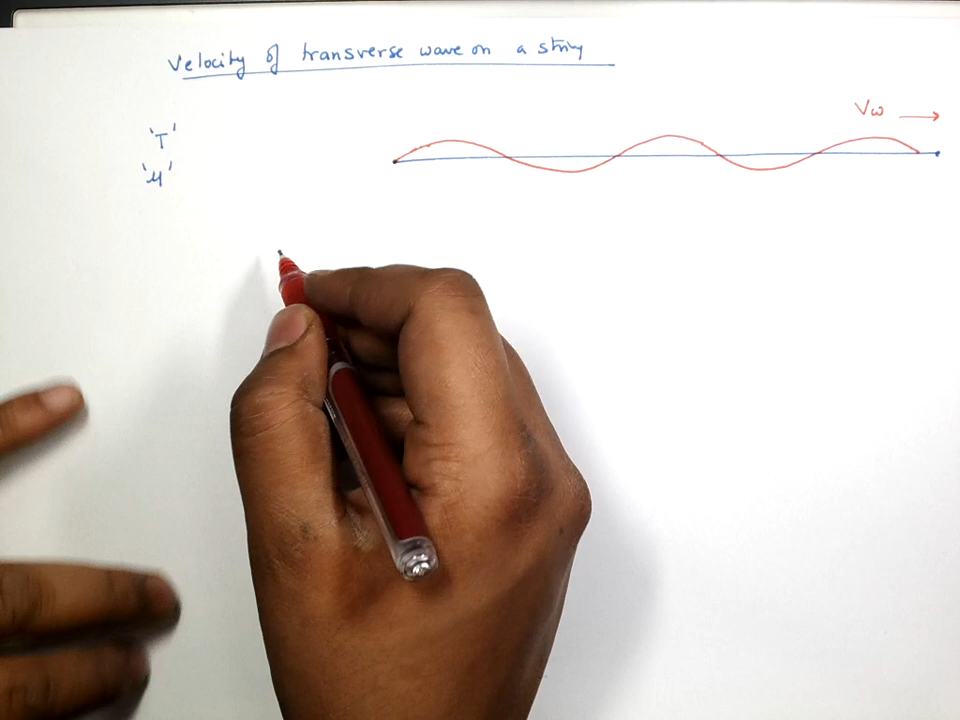 Velocity of transverse wave on a string
Vω
'T'
'μ'